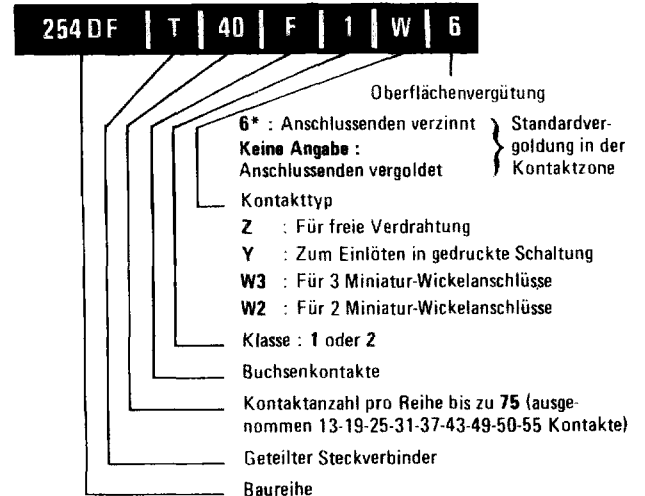 254 DF T 40 F 1 W 6
Oberflächenvergütung
6* : Anschlussenden verzinnt } Standardver-
Keine Angabe : goldung in der
Anschlussenden vergoldet Kontaktzone
Kontakttyp
Z : Für freie Verdrahtung
Y : Zum Einlöten in gedruckte Schaltung
W3 : Für 3 Miniatur-Wickelanschlüsse
W2 : Für 2 Miniatur-Wickelanschlüsse
Klasse : 1 oder 2
Buchsenkontakte
Kontaktanzahl pro Reihe bis zu 75 (ausge-
nommen 13-19-25-31-37-43-49-50-55 Kontakte)
Geteilter Steckverbinder
Baureihe